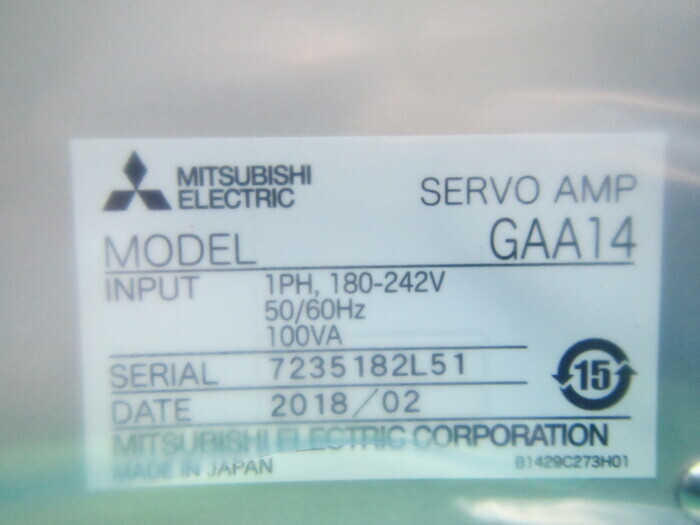 MITSUBISHI
ELECTRIC
SERVO AMP
MODEL GAA14
INPUT 1PH, 180-242V
50/60Hz
100VA
SERIAL 7235182L51
DATE 2018/02
15
MITSUBISHI ELECTRIC CORPORATION
MADE IN JAPAN B1429C273H01